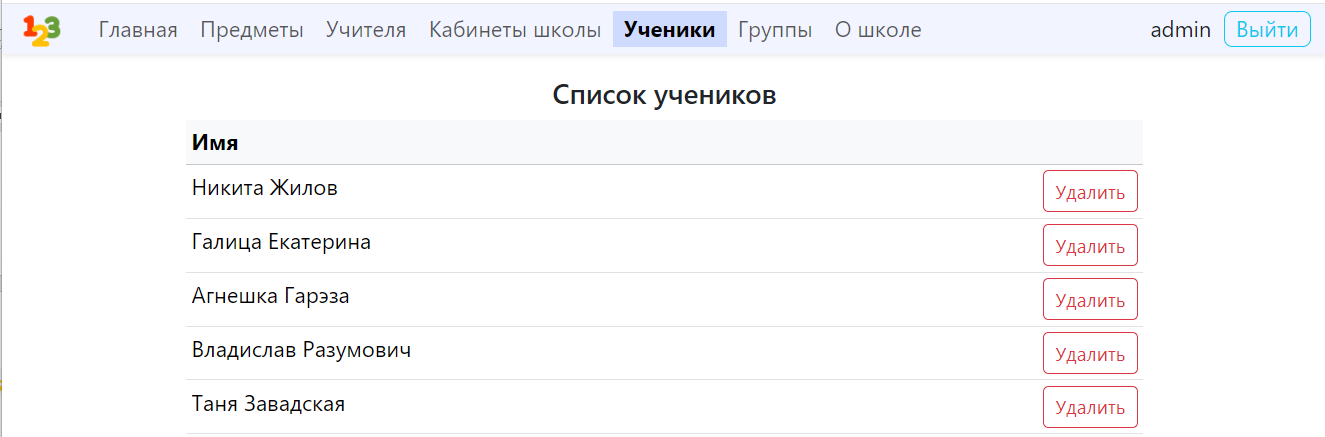 123 Главная Предметы Учителя Кабинеты школы Ученики Группы О школе admin Выйти
Список учеников
Имя
Никита Жилов Удалить
Галица Екатерина Удалить
Агнешка Гарэза Удалить
Владислав Разумович Удалить
Таня Завадская Удалить